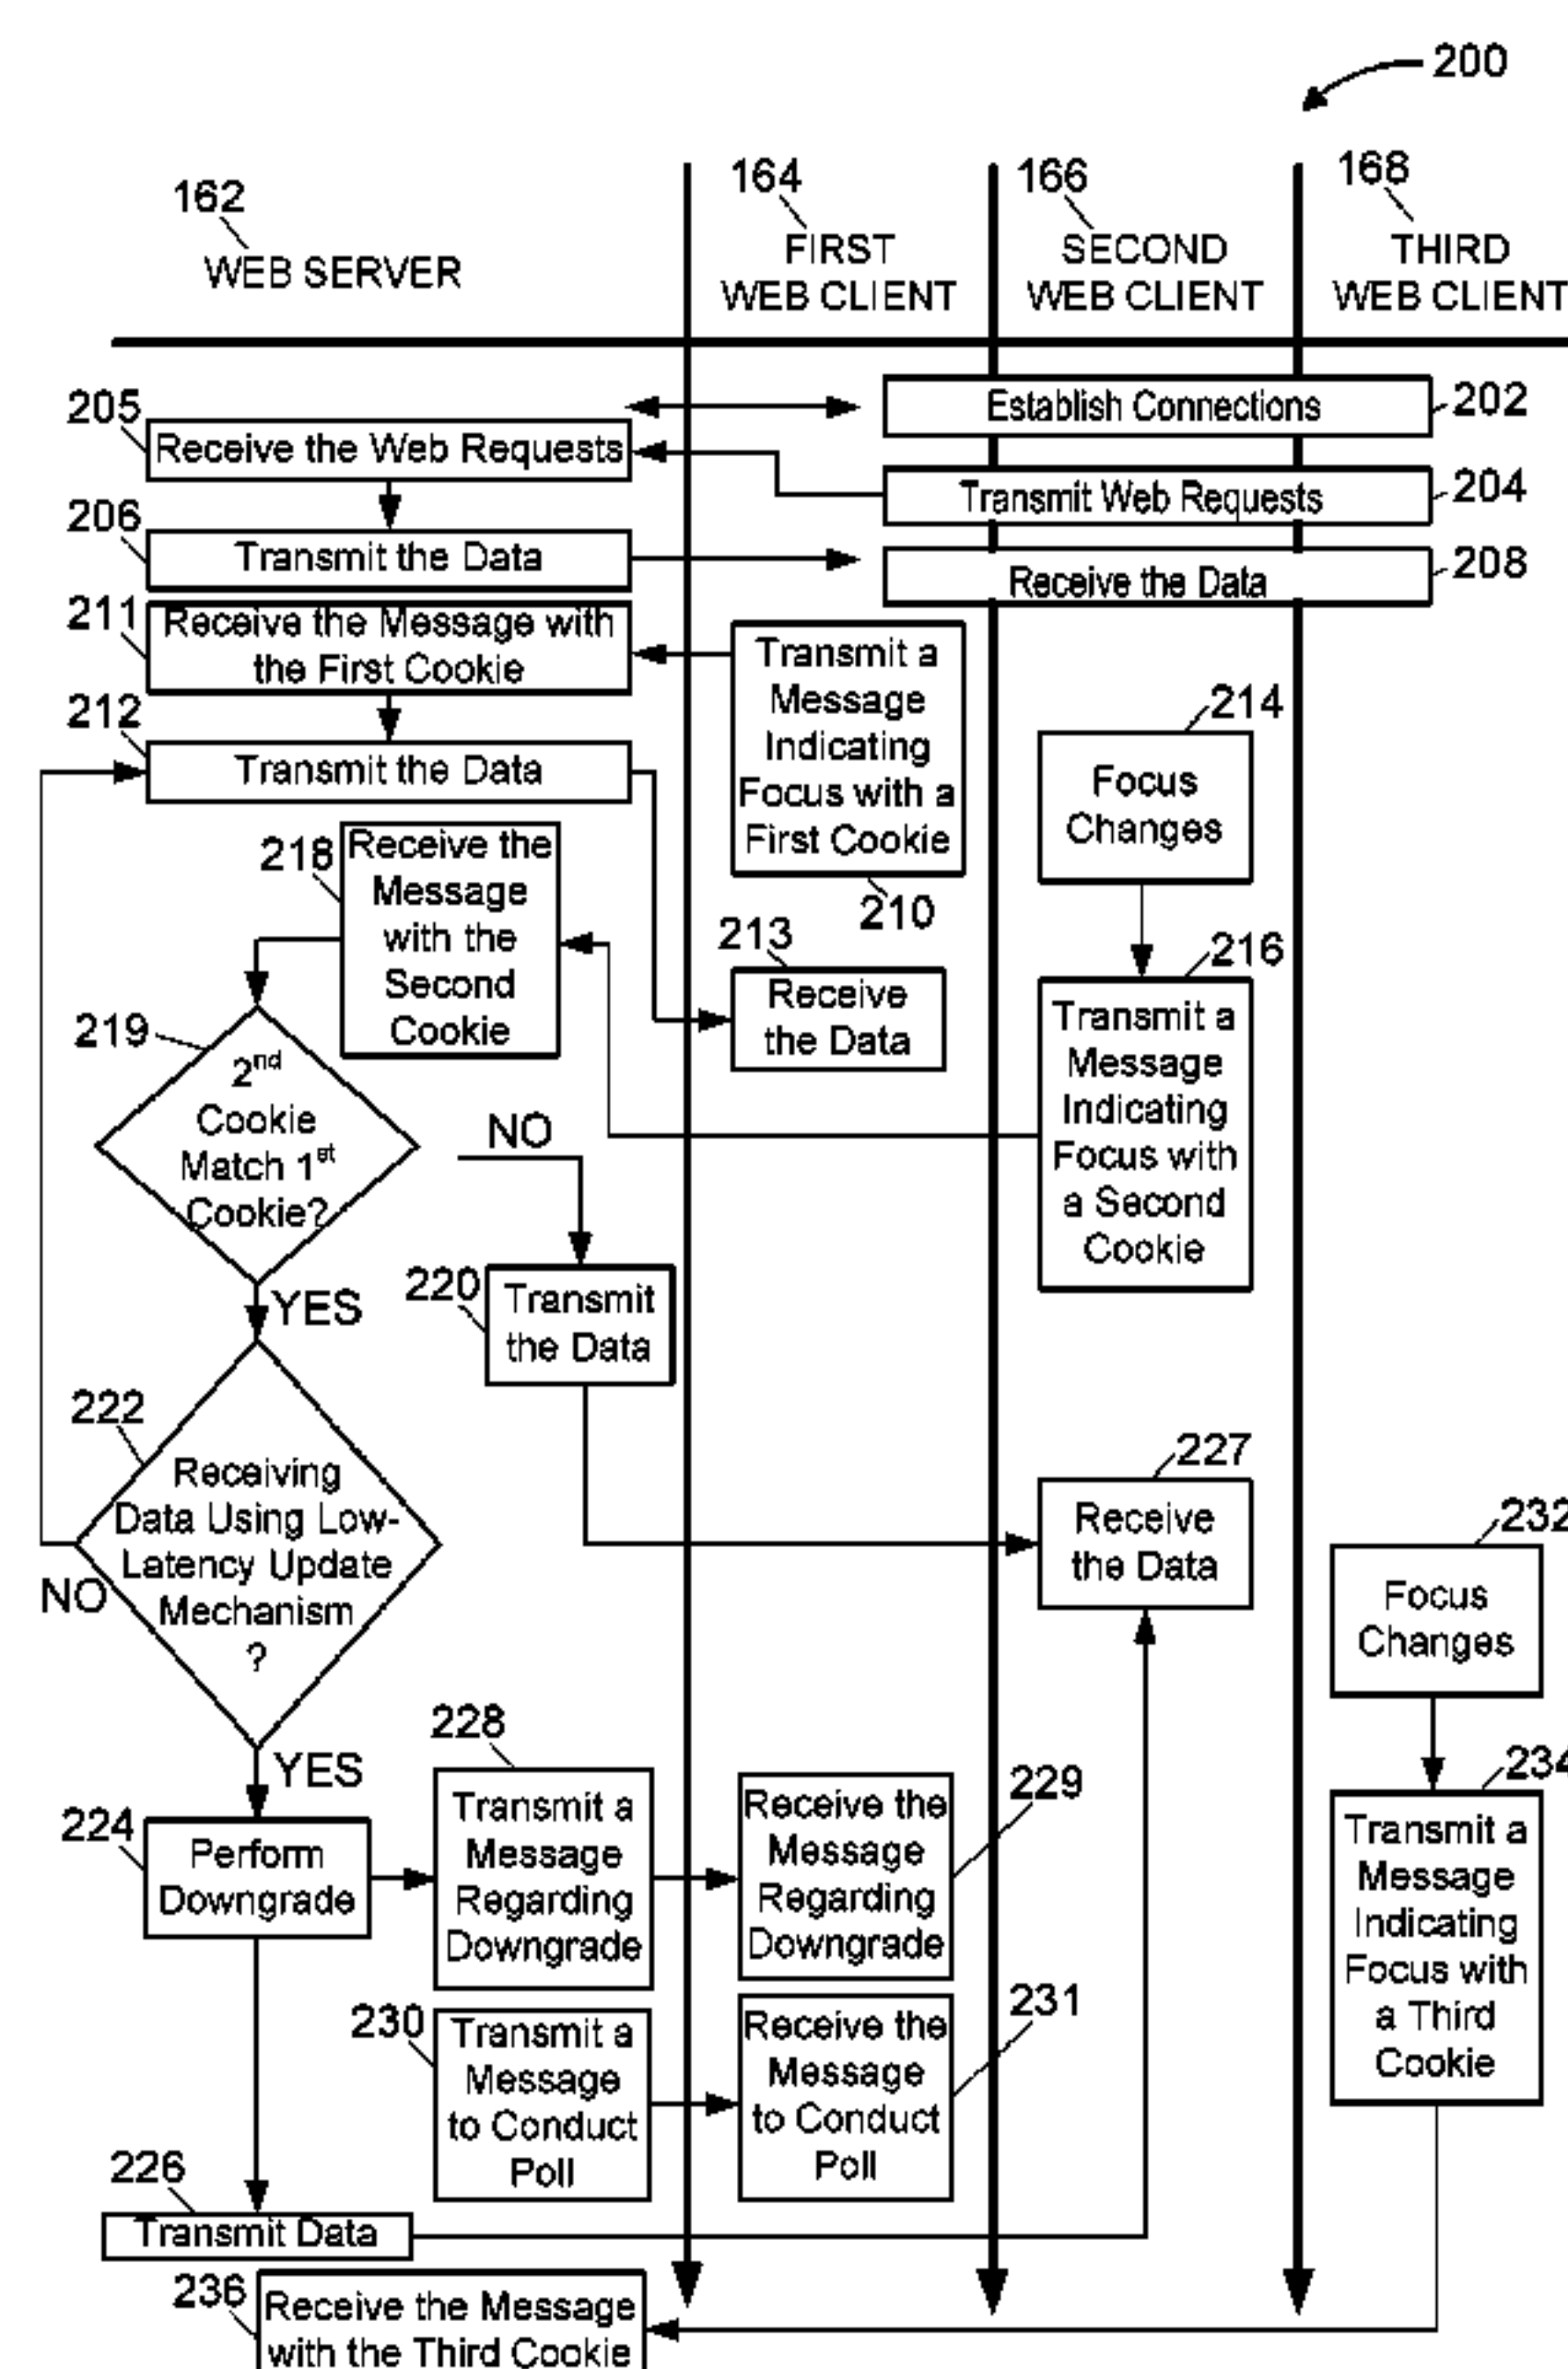 200
162
WEB SERVER
164
FIRST
WEB CLIENT
166
SECOND
WEB CLIENT
168
THIRD
WEB CLIENT
Establish Connections
202
205
Receive the Web Requests
Transmit Web Requests
204
206
Transmit the Data
Receive the Data
208
211
Receive the Message with
the First Cookie
Transmit a
Message
Indicating
Focus with a
First Cookie
210
212
Transmit the Data
214
Focus
Changes
218
Receive the
Message
with the
Second
Cookie
213
Receive
the Data
216
Transmit a
Message
Indicating
Focus with
a Second
Cookie
219
2nd
Cookie
Match 1st
Cookie?
NO
YES
220
Transmit
the Data
222
Receiving
Data Using Low-
Latency Update
Mechanism
?
NO
YES
227
Receive
the Data
232
Focus
Changes
224
Perform
Downgrade
228
Transmit a
Message
Regarding
Downgrade
229
Receive the
Message
Regarding
Downgrade
234
Transmit a
Message
Indicating
Focus with
a Third
Cookie
230
Transmit a
Message
to Conduct
Poll
231
Receive the
Message
to Conduct
Poll
226
Transmit Data
236
Receive the Message
with the Third Cookie